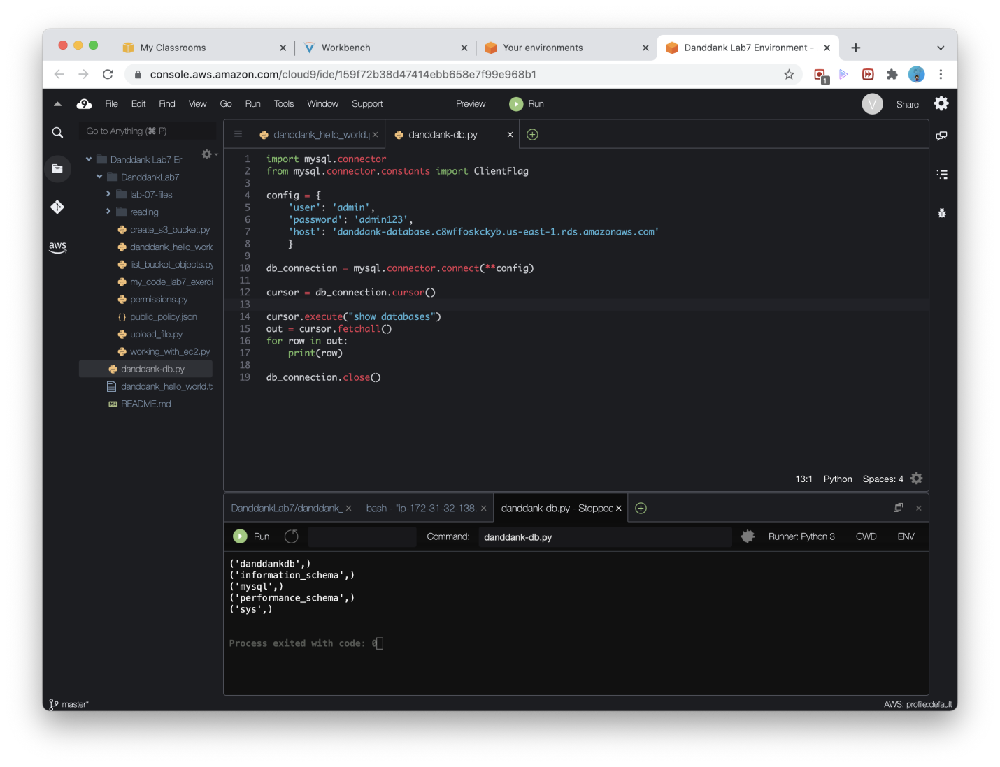 My Classrooms
Workbench
Your environments
Danddank Lab7 Environment -
console.aws.amazon.com/cloud9/ide/159f72b38d47414ebb658e7f99e968b1
1
9 File Edit Find View Go Run Tools Window Support Preview Run V Share
Go to Anything (⌘ P)
Danddank Lab7 Er
DanddankLab7
lab-07-files
reading
create_s3_bucket.py
danddank_hello_worlc
list_bucket_objects.py
my_code_lab7_exerci
permissions.py
{} public_policy.json
upload_file.py
working_with_ec2.py
danddank-db.py
danddank_hello_world.t
README.md
aws
danddank_hello_world.
danddank-db.py
1 import mysql.connector
2 from mysql.connector.constants import ClientFlag
3
4 config = {
5     'user': 'admin',
6     'password': 'admin123',
7     'host': 'danddank-database.c8wffoskckyb.us-east-1.rds.amazonaws.com'
8     }
9
10 db_connection = mysql.connector.connect(**config)
11
12 cursor = db_connection.cursor()
13
14 cursor.execute("show databases")
15 out = cursor.fetchall()
16 for row in out:
17     print(row)
18
19 db_connection.close()
13:1 Python Spaces: 4
DanddankLab7/danddank_
bash - "ip-172-31-32-138.
danddank-db.py - Stopped
Run Command: danddank-db.py Runner: Python 3 CWD ENV
('danddankdb',)
('information_schema',)
('mysql',)
('performance_schema',)
('sys',)
Process exited with code: 0
master*
AWS: profile:default